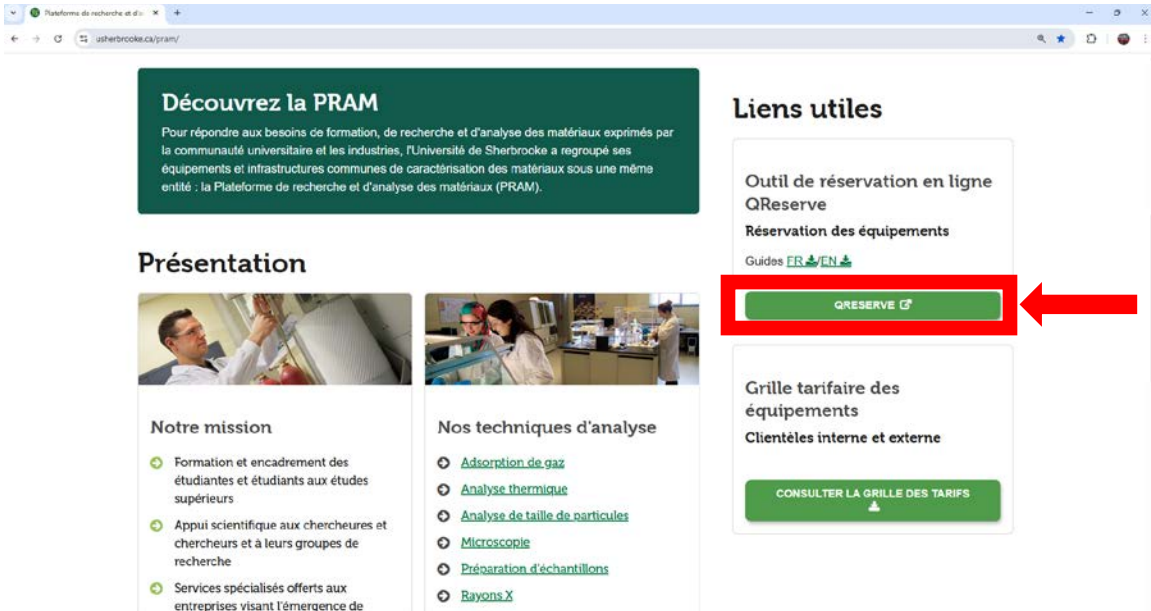 Plateforme de recherche et d'a
usherbrooke.ca/pram/
Découvrez la PRAM
Pour répondre aux besoins de formation, de recherche et d'analyse des matériaux exprimés par
la communauté universitaire et les industries, l'Université de Sherbrooke a regroupé ses
équipements et infrastructures communes de caractérisation des matériaux sous une même
entité : la Plateforme de recherche et d'analyse des matériaux (PRAM).
Présentation
Notre mission
Formation et encadrement des
étudiantes et étudiants aux études
supérieurs
Appui scientifique aux chercheures et
chercheurs et à leurs groupes de
recherche
Services spécialisés offerts aux
entreprises visant l'émergence de
Nos techniques d'analyse
Adsorption de gaz
Analyse thermique
Analyse de taille de particules
Microscopie
Préparation d'échantillons
Rayons X
Liens utiles
Outil de réservation en ligne
QReserve
Réservation des équipements
Guides FR /EN
QRESERVE
Grille tarifaire des
équipements
Clientèles interne et externe
CONSULTER LA GRILLE DES TARIFS